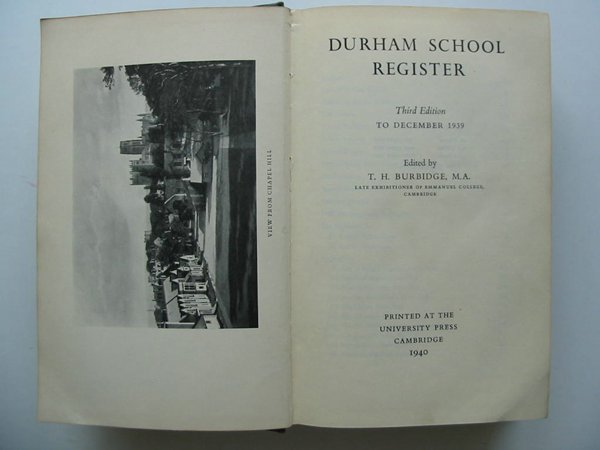 VIEW FROM CHAPEL HILL
DURHAM SCHOOL
REGISTER
Third Edition
TO DECEMBER 1939
Edited by
T. H. BURBIDGE, M.A.
LATE EXHIBITIONER OF EMMANUEL COLLEGE,
CAMBRIDGE
PRINTED AT THE
UNIVERSITY PRESS
CAMBRIDGE
1940